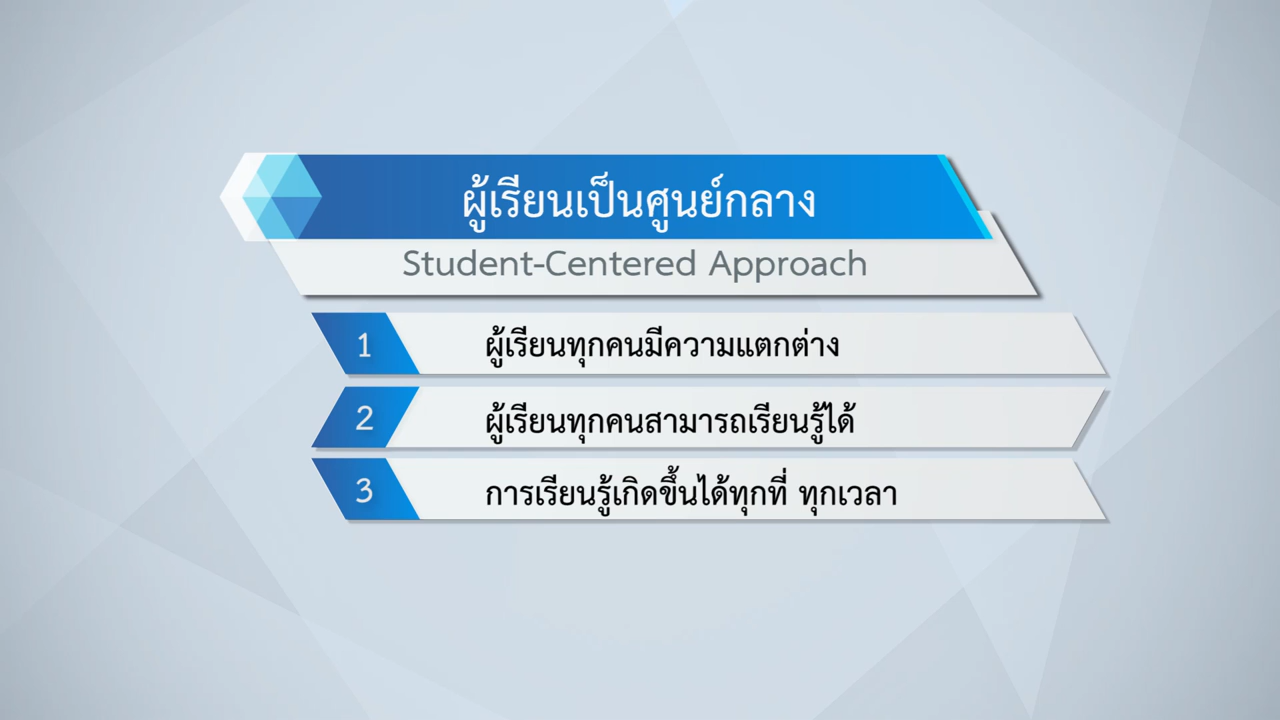 ผู้เรียนเป็นศูนย์กลาง
Student-Centered Approach
1 ผู้เรียนทุกคนมีความแตกต่าง
2 ผู้เรียนทุกคนสามารถเรียนรู้ได้
3 การเรียนรู้เกิดขึ้นได้ทุกที่ ทุกเวลา